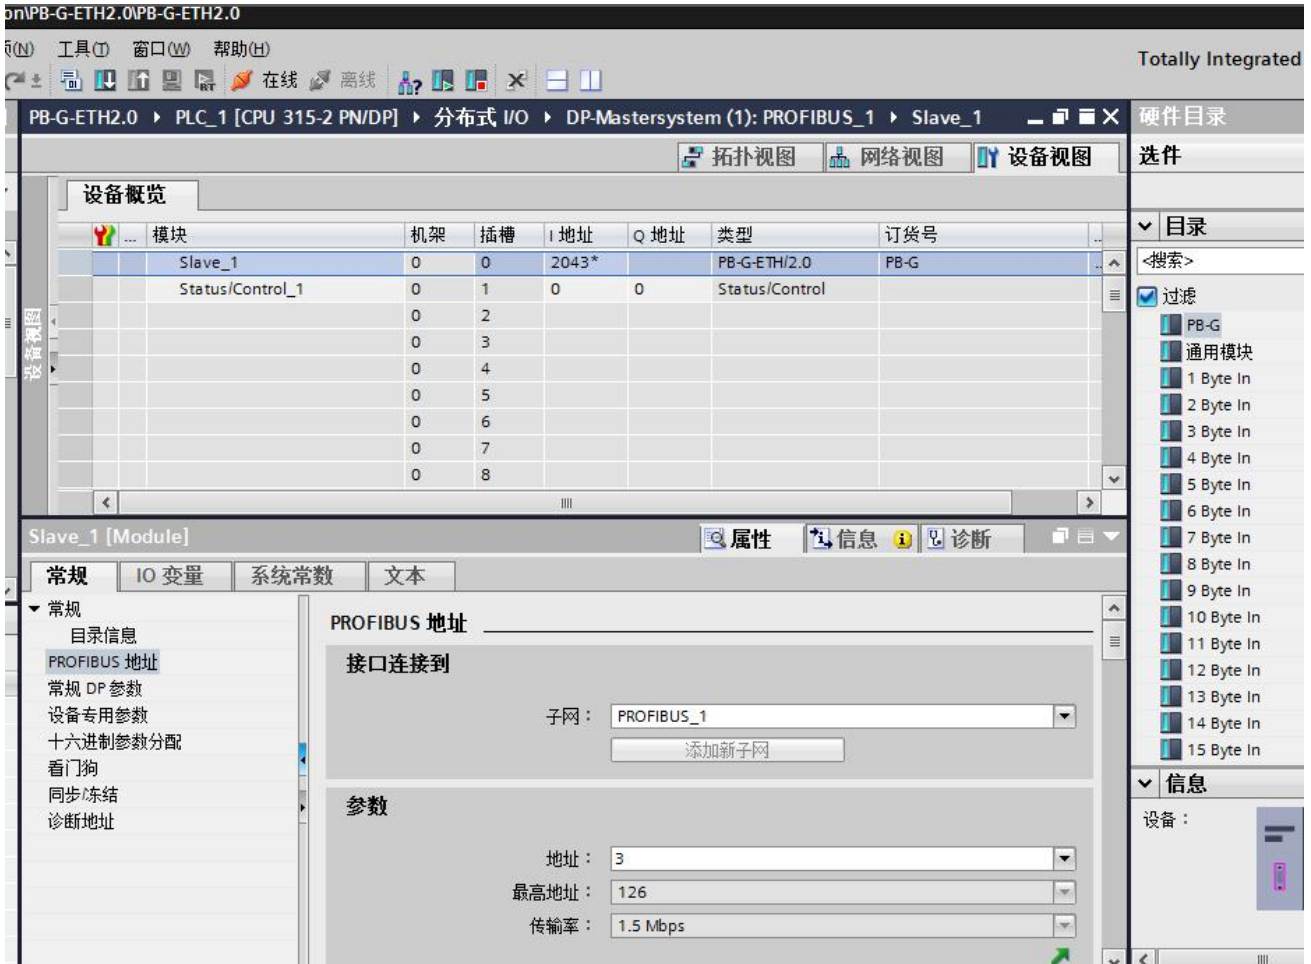 on\PB-G-ETH2.0\PB-G-ETH2.0
(N) 工具(T) 窗口(W) 帮助(H)
Totally Integrated
在线 离线
PB-G-ETH2.0 ▸ PLC_1 [CPU 315-2 PN/DP] ▸ 分布式 I/O ▸ DP-Mastersystem (1): PROFIBUS_1 ▸ Slave_1
硬件目录
拓扑视图 网络视图 设备视图
选件
设备概览
设备视图
... 模块 机架 插槽 I 地址 Q 地址 类型 订货号 ...
Slave_1 0 0 2043* PB-G-ETH/2.0 PB-G ...
Status/Control_1 0 1 0 0 Status/Control
0 2
0 3
0 4
0 5
0 6
0 7
0 8
目录
<搜索>
过滤
PB-G
通用模块
1 Byte In
2 Byte In
3 Byte In
4 Byte In
5 Byte In
6 Byte In
7 Byte In
8 Byte In
9 Byte In
10 Byte In
11 Byte In
12 Byte In
13 Byte In
14 Byte In
15 Byte In
信息
设备：
Slave_1 [Module]
属性 信息 诊断
常规 IO 变量 系统常数 文本
常规
目录信息
PROFIBUS 地址
常规 DP 参数
设备专用参数
十六进制参数分配
看门狗
同步/冻结
诊断地址
PROFIBUS 地址
接口连接到
子网： PROFIBUS_1
添加新子网
参数
地址： 3
最高地址： 126
传输率： 1.5 Mbps